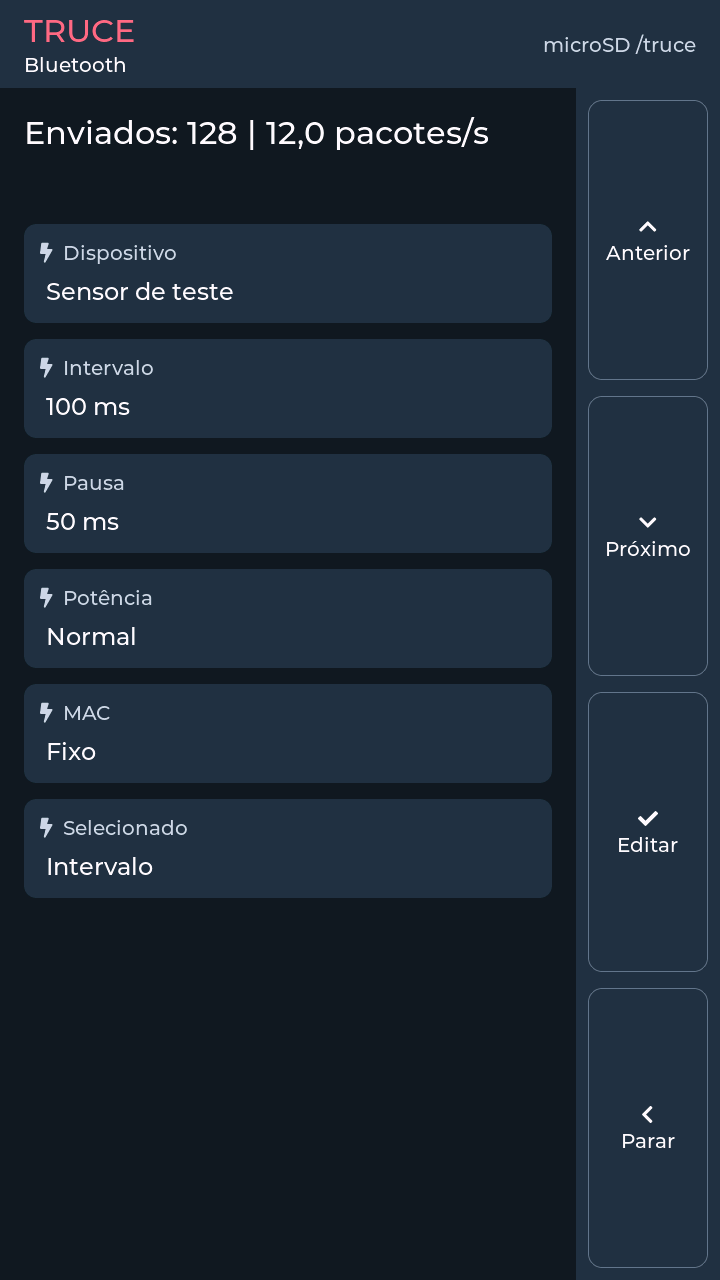 TRUCE
Bluetooth
microSD /truce
Enviados: 128 | 12,0 pacotes/s
Dispositivo
Sensor de teste
Intervalo
100 ms
Pausa
50 ms
Potência
Normal
MAC
Fixo
Selecionado
Intervalo
Anterior
Próximo
Editar
Parar